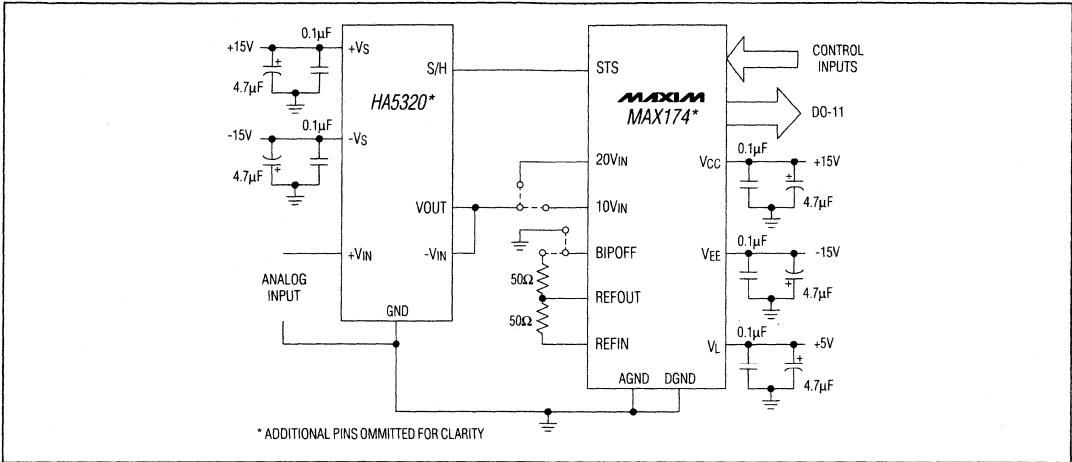 +15V
0.1µF
4.7µF
-15V
0.1µF
4.7µF
ANALOG
INPUT
+VS
S/H
HA5320*
-VS
VOUT
+VIN
-VIN
GND
STS
MAXIM
MAX174*
20VIN
10VIN
BIPOFF
50Ω
REFOUT
50Ω
REFIN
AGND
DGND
VCC
VEE
VL
CONTROL
INPUTS
DO-11
0.1µF
+15V
4.7µF
0.1µF
-15V
4.7µF
0.1µF
+5V
4.7µF
* ADDITIONAL PINS OMMITTED FOR CLARITY